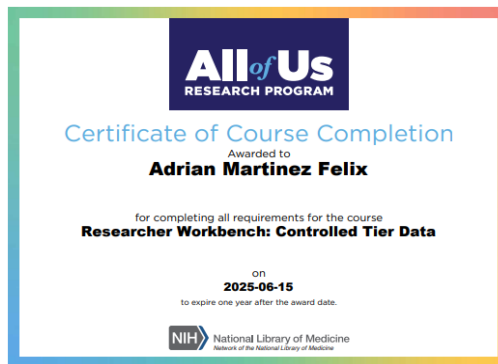 All of Us
RESEARCH PROGRAM
Certificate of Course Completion
Awarded to
Adrian Martinez Felix
for completing all requirements for the course
Researcher Workbench: Controlled Tier Data
on
2025-06-15
to expire one year after the award date.
NIH National Library of Medicine
Network of the National Library of Medicine